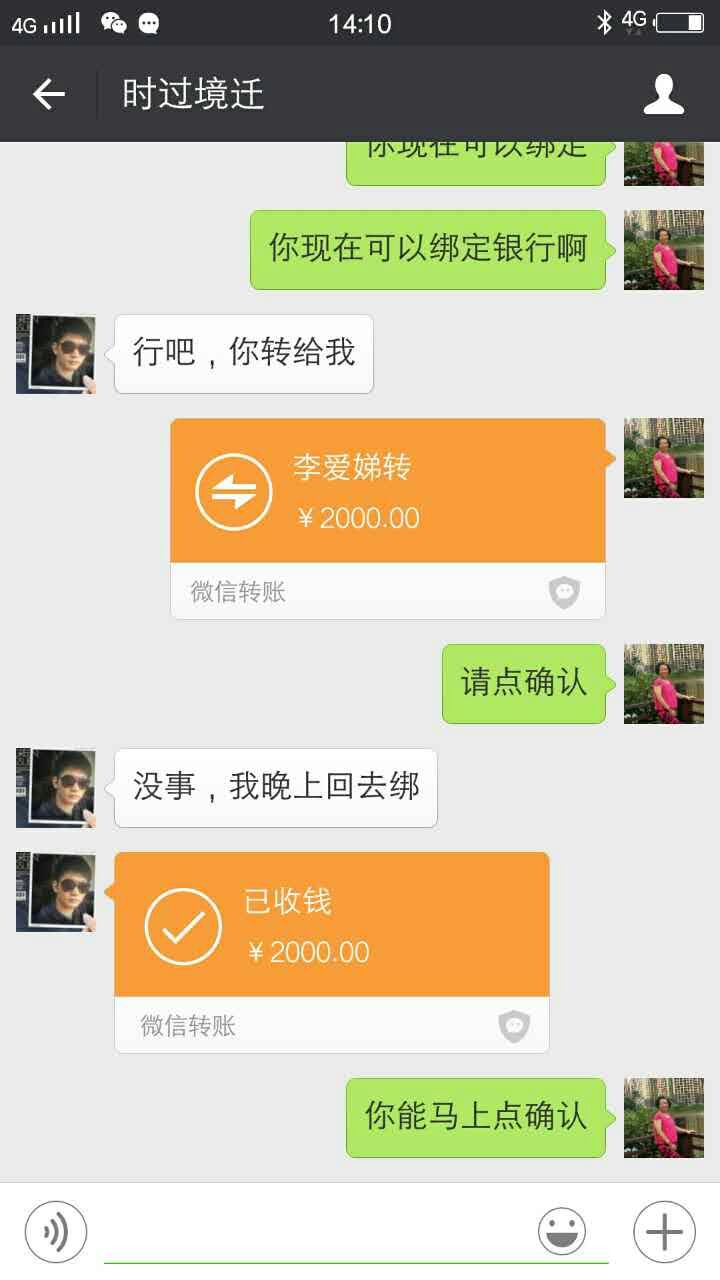 4G 14:10 4G
时过境迁
你现在可以绑定
你现在可以绑定银行啊
行吧，你转给我
李爱娣转
￥2000.00
微信转账
请点确认
没事，我晚上回去绑
已收钱
￥2000.00
微信转账
你能马上点确认